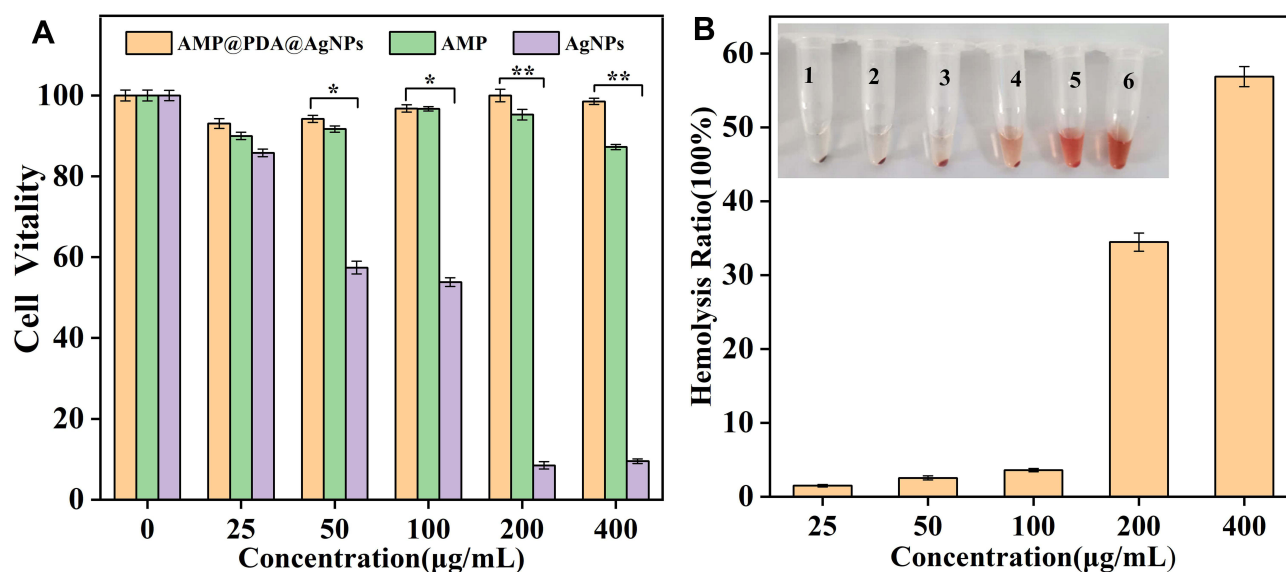 A
AMP@PDA@AgNPs AMP AgNPs
* * ** **
100
80
60
40
20
0
Cell Vitality
0 25 50 100 200 400
Concentration(μg/mL)
B
1 2 3 4 5 6
60
50
40
30
20
10
0
Hemolysis Ratio(100%)
25 50 100 200 400
Concentration(μg/mL)